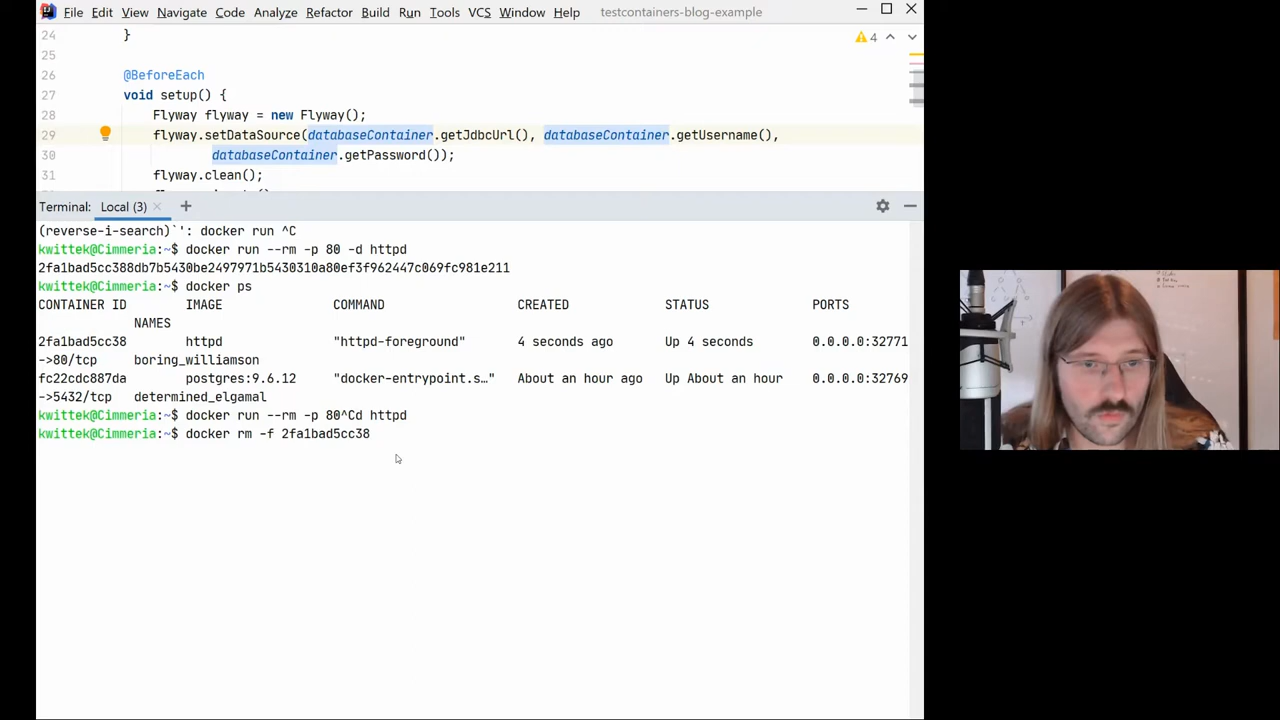 File Edit View Navigate Code Analyze Refactor Build Run Tools VCS Window Help testcontainers-blog-example
24 }
4
25
26 @BeforeEach
27 void setup() {
28 Flyway flyway = new Flyway();
29 flyway.setDataSource(databaseContainer.getJdbcUrl(), databaseContainer.getUsername(),
30 databaseContainer.getPassword());
31 flyway.clean();
Terminal: Local (3)
(reverse-i-search)`': docker run ^C
kwittek@Cimmeria:~$ docker run --rm -p 80 -d httpd
2fa1bad5cc388db7b5430be2497971b5430310a80ef3f962447c069fc981e211
kwittek@Cimmeria:~$ docker ps
CONTAINER ID IMAGE COMMAND CREATED STATUS PORTS
NAMES
2fa1bad5cc38 httpd "httpd-foreground" 4 seconds ago Up 4 seconds 0.0.0.0:32771
->80/tcp boring_williamson
fc22cdc887da postgres:9.6.12 "docker-entrypoint.s…" About an hour ago Up About an hour 0.0.0.0:32769
->5432/tcp determined_elgamal
kwittek@Cimmeria:~$ docker run --rm -p 80^Cd httpd
kwittek@Cimmeria:~$ docker rm -f 2fa1bad5cc38